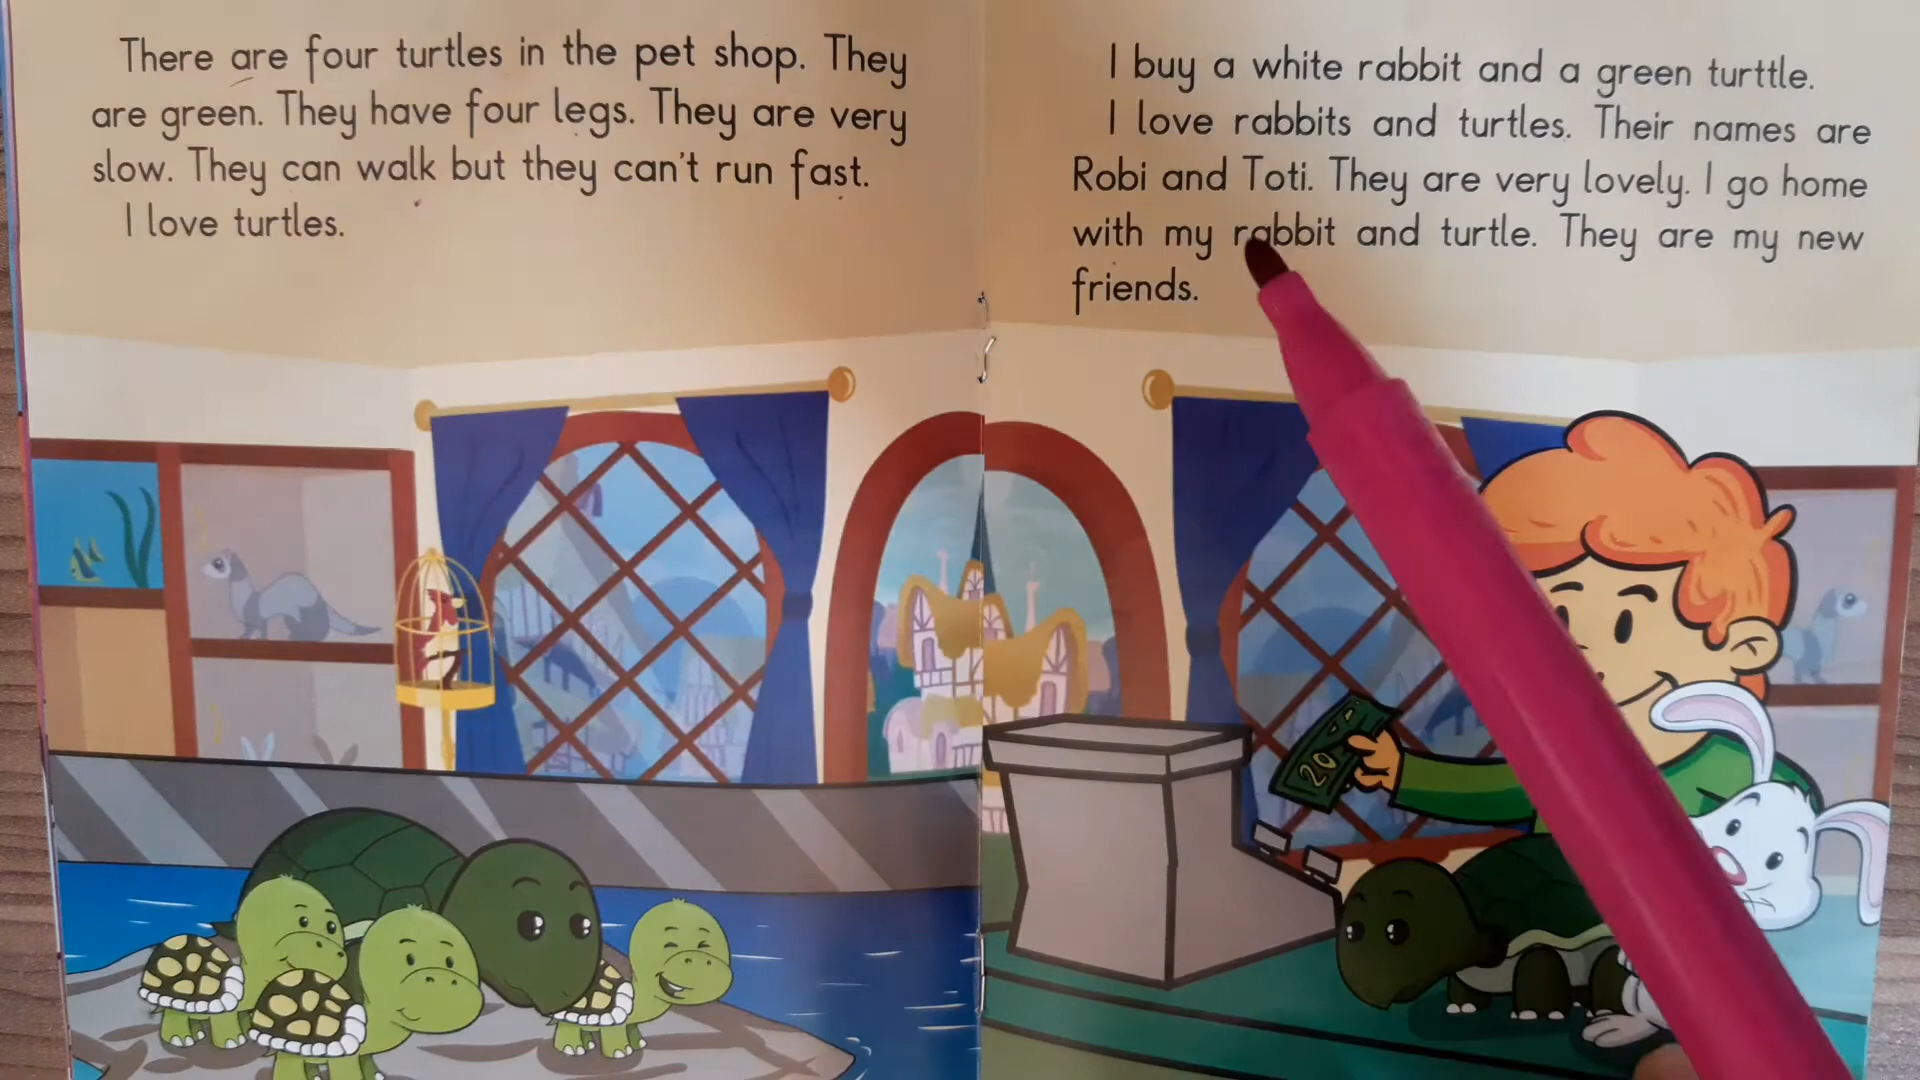 There are four turtles in the pet shop. They
are green. They have four legs. They are very
slow. They can walk but they can't run fast.
I love turtles.
I buy a white rabbit and a green turttle.
I love rabbits and turtles. Their names are
Robi and Toti. They are very lovely. I go home
with my rabbit and turtle. They are my new
friends.
20